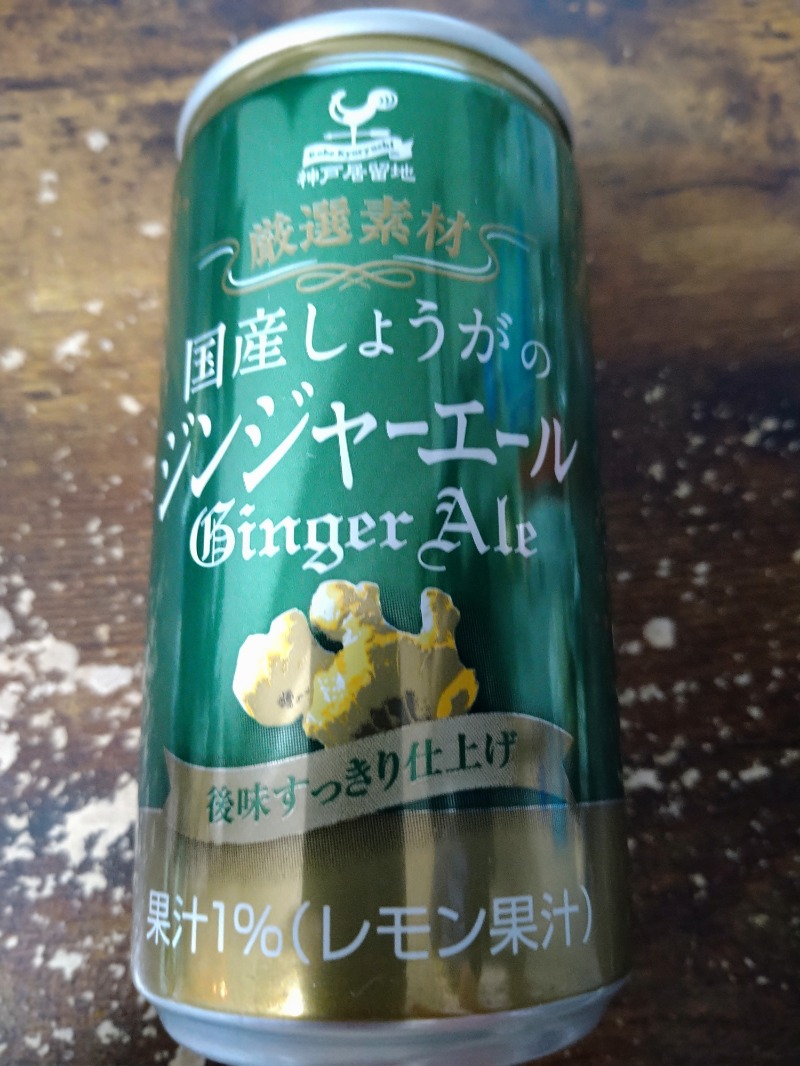 Kobe Kyoryuchi
神戸居留地
厳選素材
国産しょうがの
ジンジャーエール
Ginger Ale
後味すっきり仕上げ
果汁1%(レモン果汁)